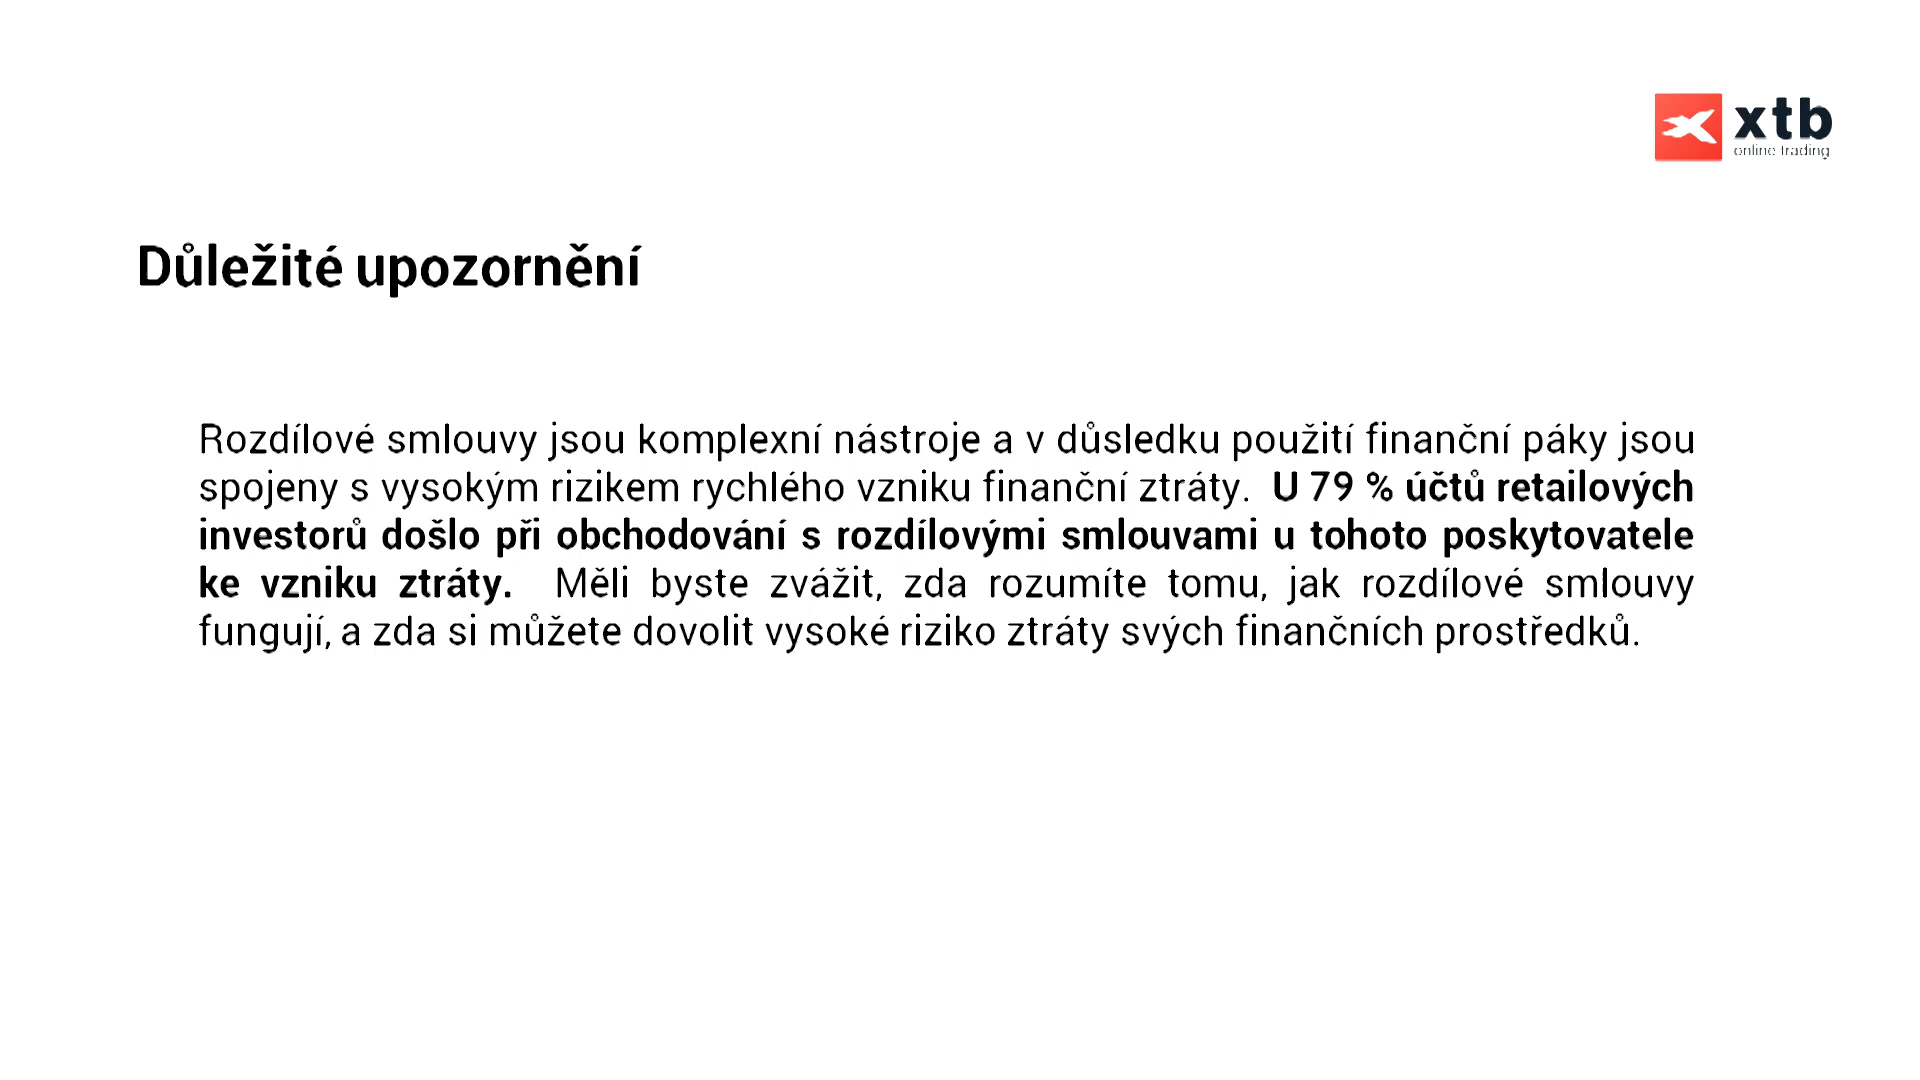 xtb
online trading
Důležité upozornění
Rozdílové smlouvy jsou komplexní nástroje a v důsledku použití finanční páky jsou
spojeny s vysokým rizikem rychlého vzniku finanční ztráty. U 79 % účtů retailových
investorů došlo při obchodování s rozdílovými smlouvami u tohoto poskytovatele
ke vzniku ztráty. Měli byste zvážit, zda rozumíte tomu, jak rozdílové smlouvy
fungují, a zda si můžete dovolit vysoké riziko ztráty svých finančních prostředků.